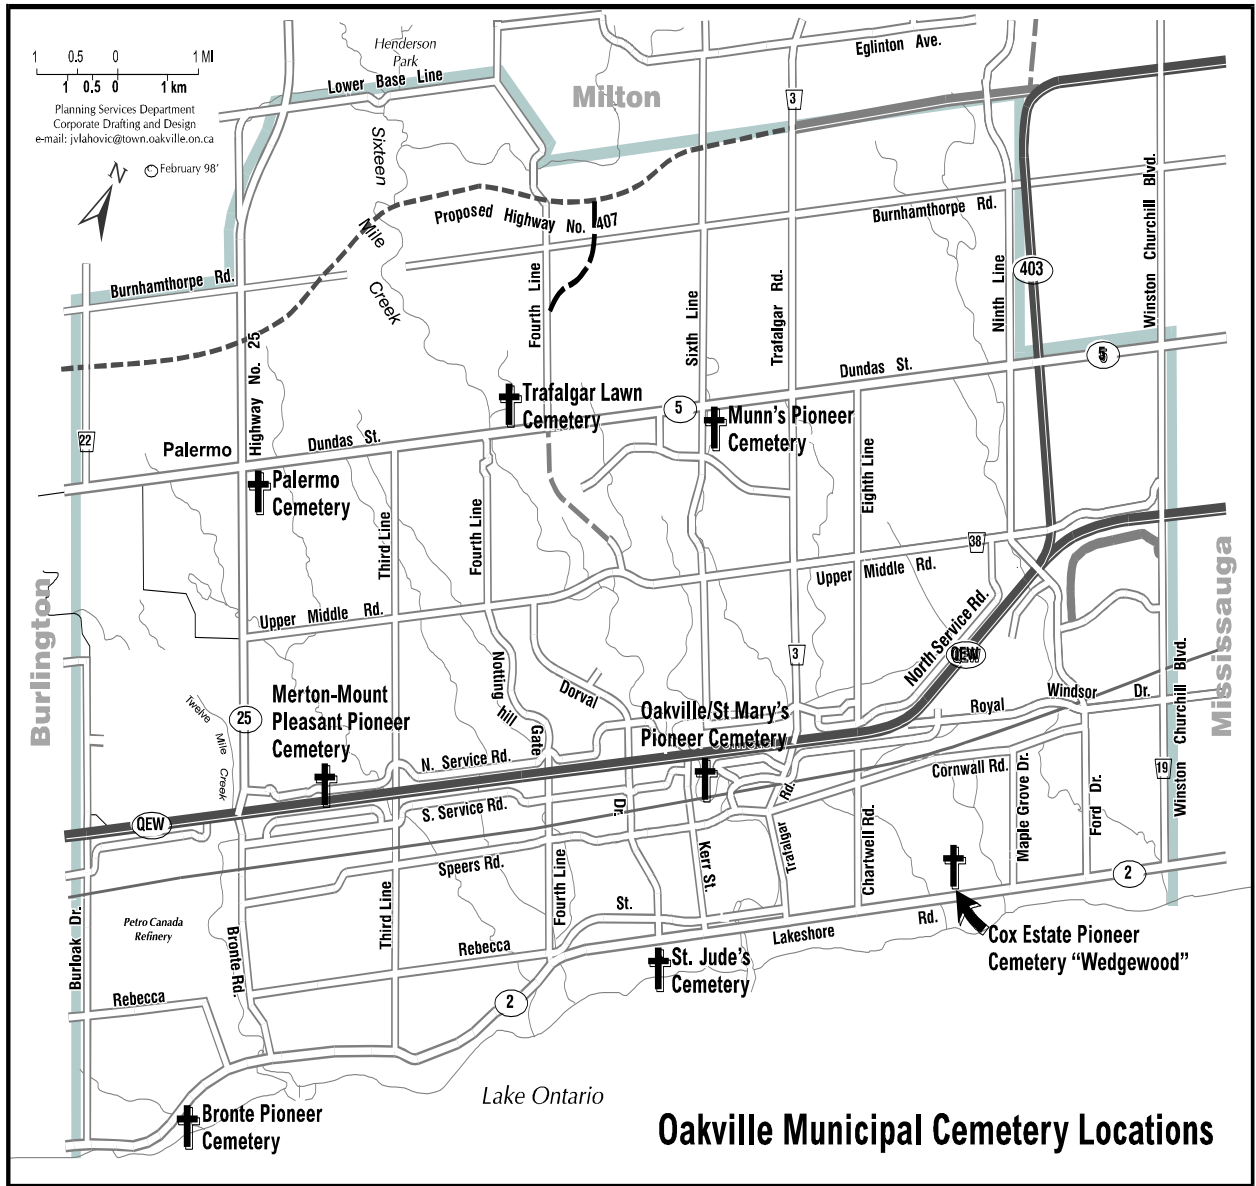 1 0.5 0 1 MI
1 0.5 0 1 km
Planning Services Department
Corporate Drafting and Design
e-mail: jvlahovic@town.oakville.on.ca
N
© February 98'
Henderson
Park
Lower Base Line
Milton
Eglinton Ave.
3
Sixteen
Mile
Creek
Proposed Highway No. 407
Burnhamthorpe Rd.
Burnhamthorpe Rd.
Winston Churchill Blvd.
Ninth Line
403
Fourth Line
Sixth Line
Trafalgar Rd.
Highway No. 25
5
Dundas St.
Trafalgar Lawn
Cemetery
5
Munn's Pioneer
Cemetery
22
Palermo
Dundas St.
Palermo
Cemetery
Eighth Line
Third Line
Fourth Line
38
Upper Middle Rd.
Upper Middle Rd.
Burlington
Mississauga
North Service Rd.
QEW
3
Notting
hill
Gate
Dorval
Dr.
Merton-Mount
Pleasant Pioneer
Cemetery
25
Twelve
Mile
Creek
Oakville/St Mary's
Pioneer Cemetery
Royal
Windsor
Dr.
Winston Churchill Blvd.
N. Service Rd.
S. Service Rd.
Cornwall Rd.
19
QEW
Trafalgar
Rd.
Maple Grove Dr.
Ford Dr.
Chartwell Rd.
Kerr St.
Speers Rd.
Fourth Line
Third Line
2
Burloak Dr.
Petro Canada
Refinery
Bronte Rd.
Rebecca
St.
Lakeshore
Rd.
Cox Estate Pioneer
Cemetery “Wedgewood”
St. Jude's
Cemetery
Rebecca
2
Lake Ontario
Bronte Pioneer
Cemetery
Oakville Municipal Cemetery Locations